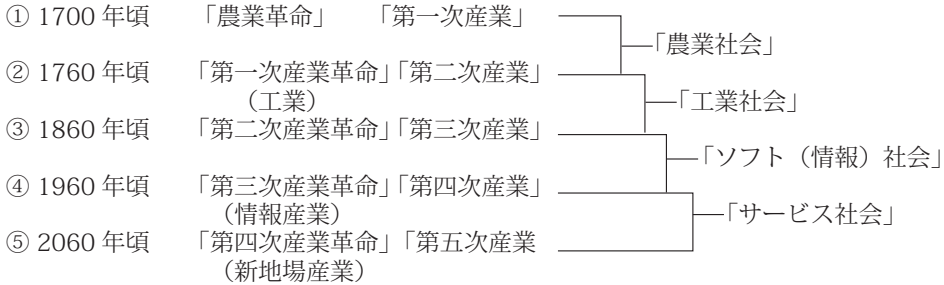 ① 1700 年頃 「農業革命」 「第一次産業」
「農業社会」
② 1760 年頃 「第一次産業革命」「第二次産業」
(工業)
「工業社会」
③ 1860 年頃 「第二次産業革命」「第三次産業」
「ソフト(情報)社会」
④ 1960 年頃 「第三次産業革命」「第四次産業」
(情報産業)
「サービス社会」
⑤ 2060 年頃 「第四次産業革命」「第五次産業
(新地場産業)